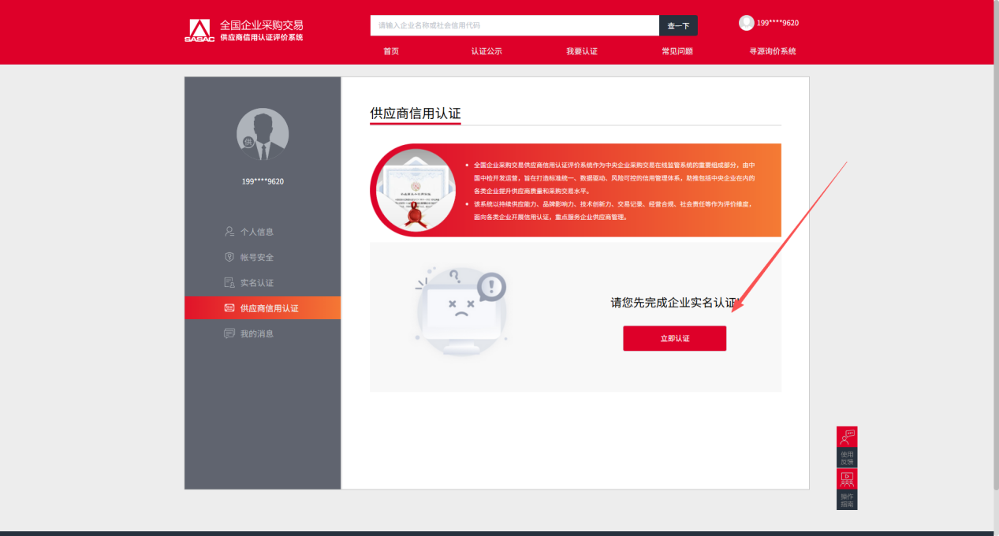 SASAC
全国企业采购交易
供应商信用认证评价系统
请输入企业名称或社会信用代码
查一下
199****9620
首页
认证公示
我要认证
常见问题
寻源询价系统
供
199****9620
个人信息
帐号安全
实名认证
供应商信用认证
我的消息
供应商信用认证
全国企业采购交易供应商信用认证评价系统作为中央企业采购交易在线监管系统的重要组成部分，由中
国中检开发运营，旨在打造标准统一、数据驱动、风险可控的信用管理体系，助推包括中央企业在内的
各类企业提升供应商质量和采购交易水平。
该系统以持续供应能力、品牌影响力、技术创新力、交易记录、经营合规、社会责任等作为评价维度，
面向各类企业开展信用认证，重点服务企业供应商管理。
请您先完成企业实名认证!
立即认证
使用
反馈
操作
指南